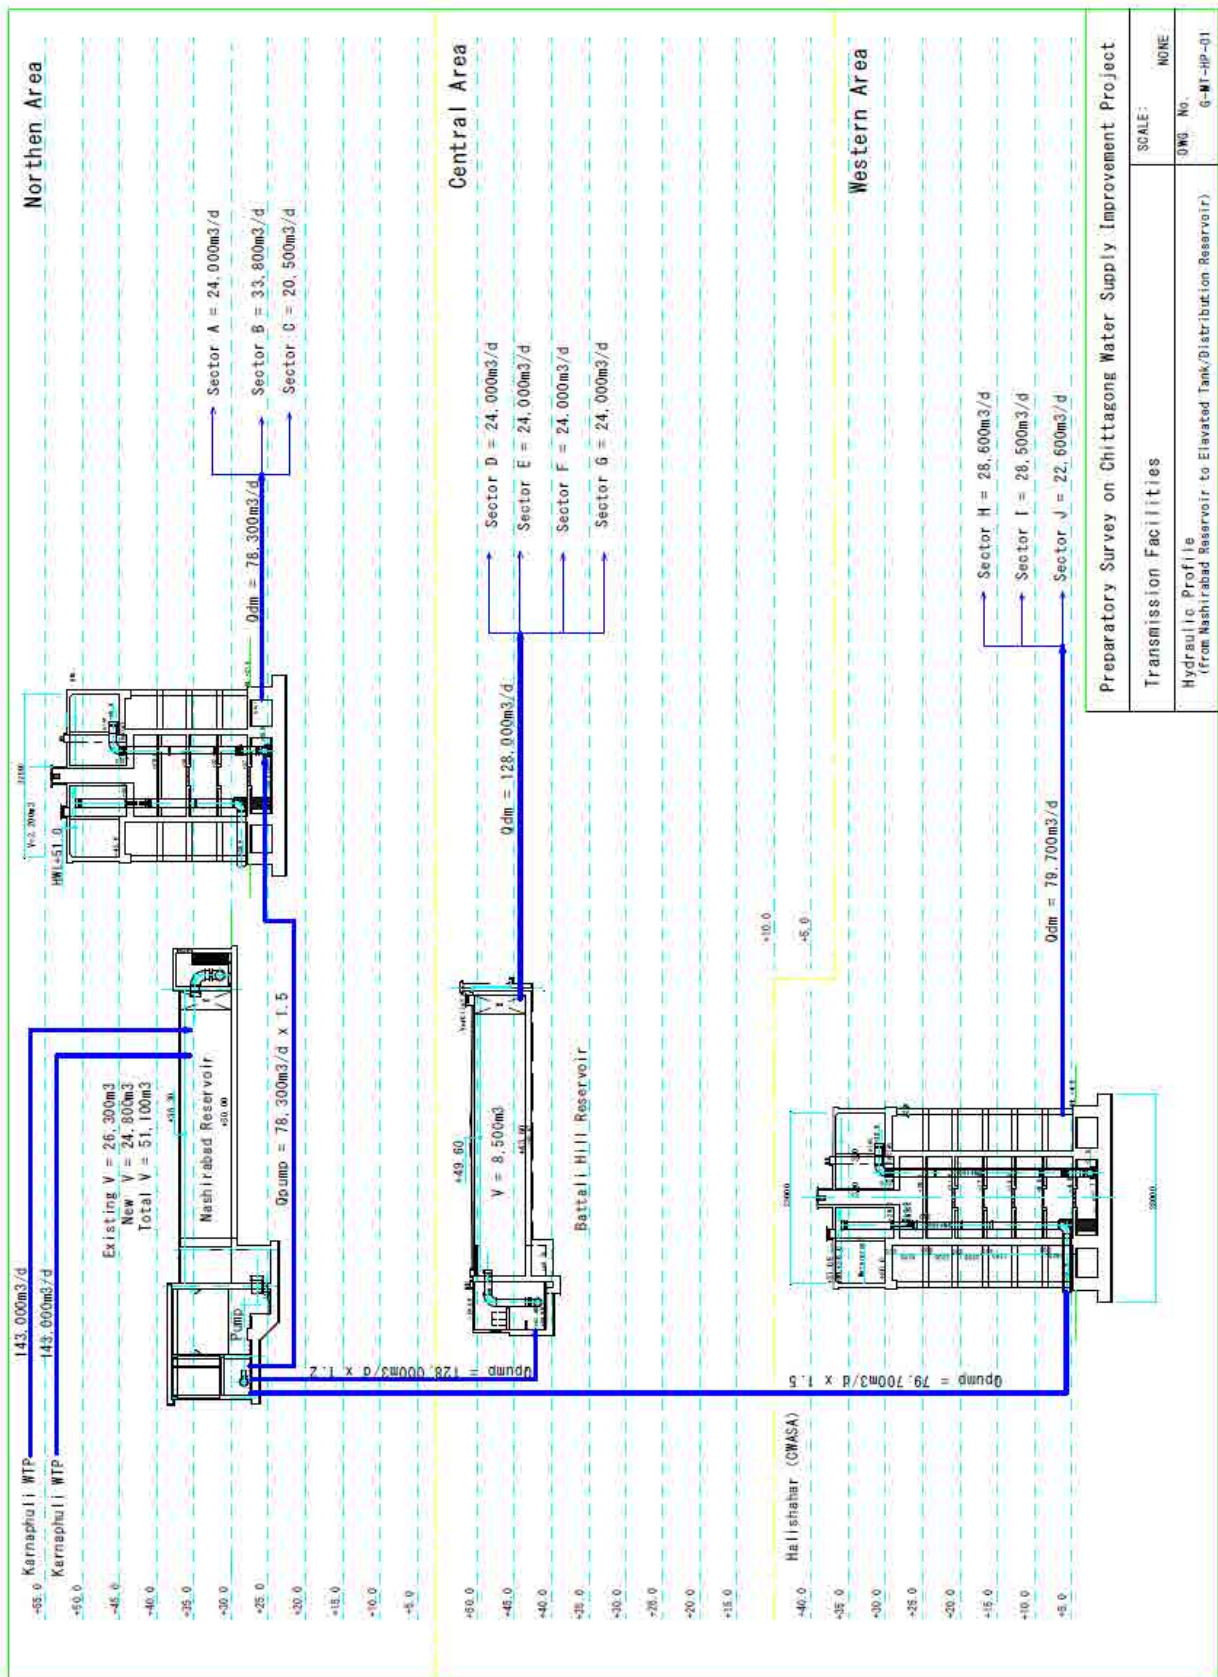 Northen Area
Karnaphuli WTP
143,000m3/d
Karnaphuli WTP
143,000m3/d
+55.0
+50.0
+45.0
+40.0
+35.0
+30.0
+25.0
+20.0
+15.0
+10.0
+5.0
Existing V = 26,300m3
New V = 24,800m3
Total V = 51,100m3
Nashirabad Reservoir
Pump
Qpump = 78,300m3/d x 1.5
V=2,200m3
HWL+51.0
Qdm = 78,300m3/d
Sector A = 24,000m3/d
Sector B = 33,800m3/d
Sector C = 20,500m3/d
Central Area
+50.0
+45.0
+40.0
+25.0
+20.0
+15.0
+10.0
+5.0
Qpump = 128,000m3/d x 1.2
+49.60
V = 8,500m3
Battali Hill Reservoir
Qdm = 128,000m3/d
Sector D = 24,000m3/d
Sector E = 24,000m3/d
Sector F = 24,000m3/d
Sector G = 24,000m3/d
Western Area
Halishahar (CWASA)
+40.0
+35.0
+30.0
+25.0
+20.0
+15.0
+10.0
+5.0
Qpump = 79,700m3/d x 1.5
Qdm = 79,700m3/d
Sector H = 28,600m3/d
Sector I = 28,500m3/d
Sector J = 22,600m3/d
Preparatory Survey on Chittagong Water Supply Improvement Project
Transmission Facilities
SCALE: NONE
Hydraulic Profile
(from Nashirabad Reservoir to Elevated Tank/Distribution Reservoir)
DWG. No.
G-MT-HP-01